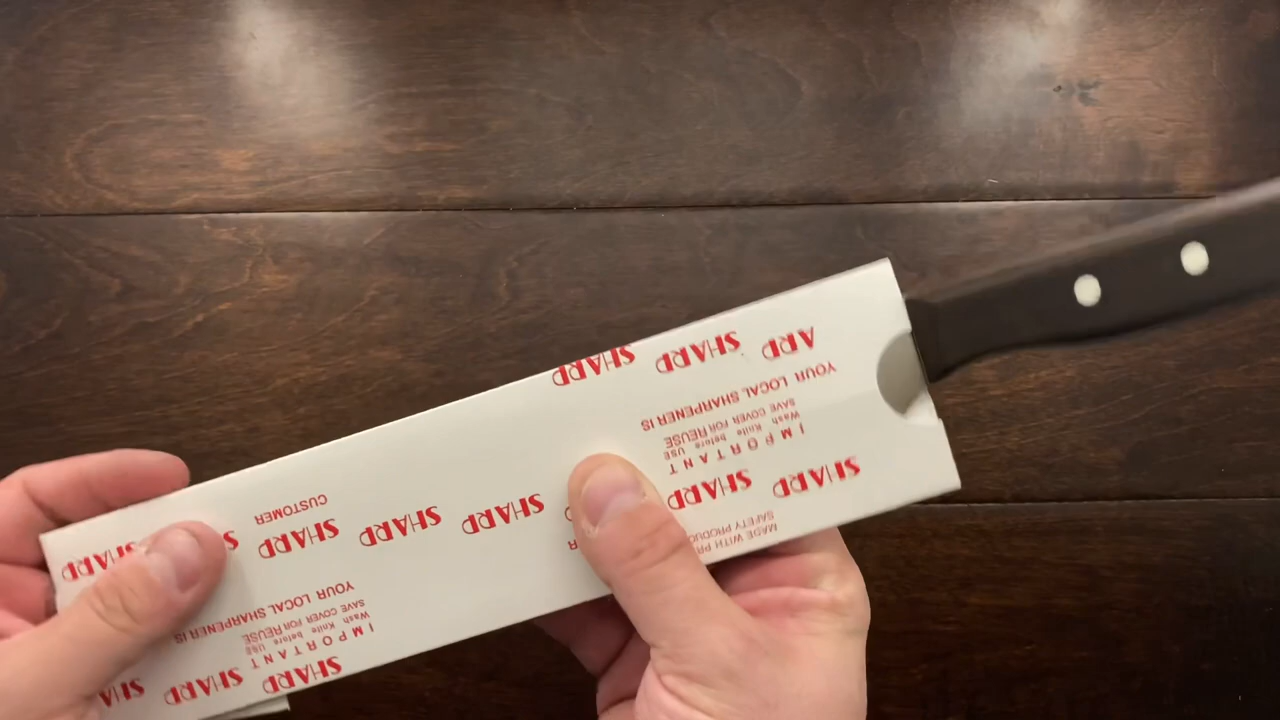 MADE WITH
SAFETY
SHARP SHARP
IMPORTANT
Wash Knife before USE
SAVE COVER FOR REUSE
YOUR LOCAL SHARPENER IS
SHARP SHARP
SHARP SHARP
IMPORTANT
Wash Knife before USE
SAVE COVER FOR REUSE
YOUR LOCAL SHARPENER IS
SHARP SHARP SHARP
CUSTOMER